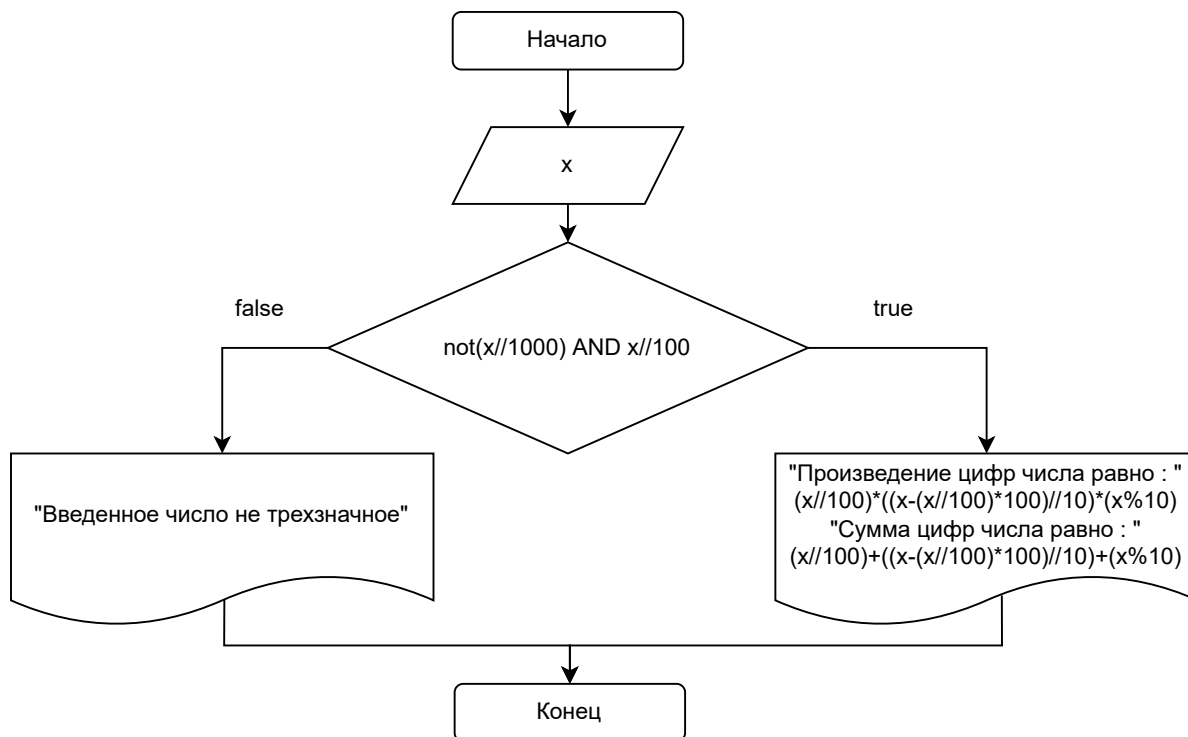 Начало
x
false
true
not(x//1000) AND x//100
"Введенное число не трехзначное"
"Произведение цифр числа равно : "
(x//100)*((x-(x//100)*100)//10)*(x%10)
"Сумма цифр числа равно : "
(x//100)+((x-(x//100)*100)//10)+(x%10)
Конец